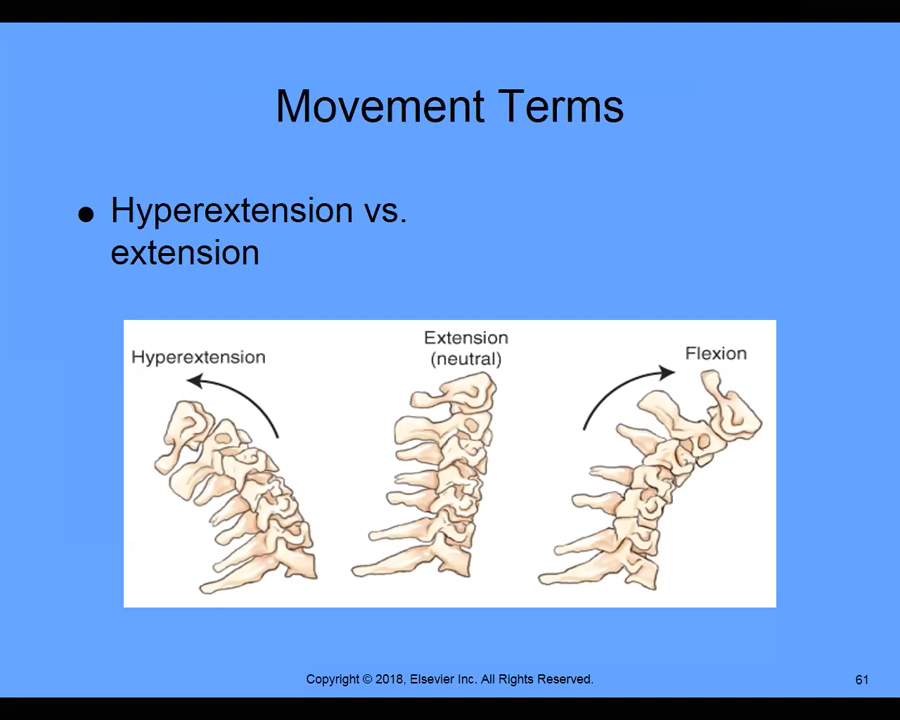 Movement Terms
● Hyperextension vs.
extension
Hyperextension
Extension
(neutral)
Flexion
Copyright © 2018, Elsevier Inc. All Rights Reserved.
61